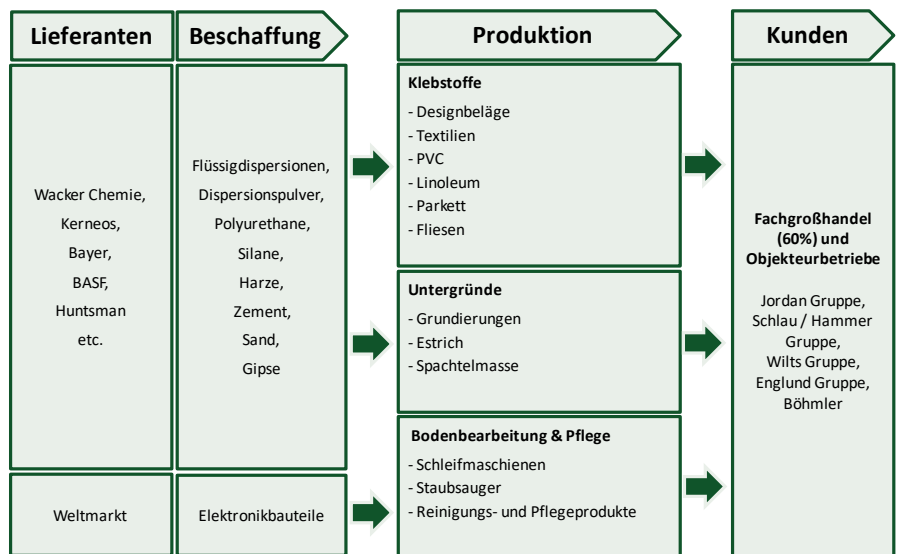 Lieferanten
Beschaffung
Produktion
Kunden
Wacker Chemie,
Kerneos,
Bayer,
BASF,
Huntsman
etc.
Flüssigdispersionen,
Dispersionspulver,
Polyurethane,
Silane,
Harze,
Zement,
Sand,
Gipse
Klebstoffe
- Designbeläge
- Textilien
- PVC
- Linoleum
- Parkett
- Fliesen
Untergründe
- Grundierungen
- Estrich
- Spachtelmasse
Bodenbearbeitung & Pflege
- Schleifmaschienen
- Staubsauger
- Reinigungs- und Pflegeprodukte
Fachgroßhandel
(60%) und
Objekteurbetriebe
Jordan Gruppe,
Schlau / Hammer
Gruppe,
Wilts Gruppe,
Englund Gruppe,
Böhmler
Weltmarkt
Elektronikbauteile